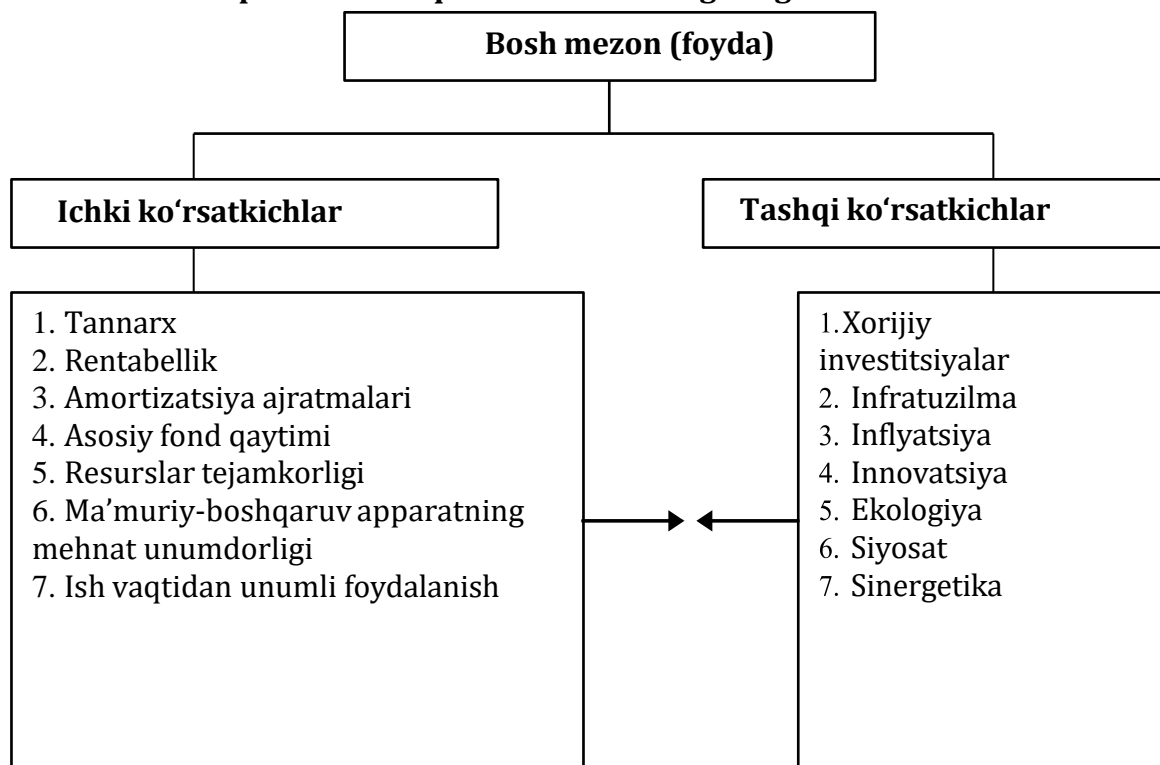 Bosh mezon (foyda)
Ichki ko‘rsatkichlar
Tashqi ko‘rsatkichlar
1. Tannarx
2. Rentabellik
3. Amortizatsiya ajratmalari
4. Asosiy fond qaytimi
5. Resurslar tejamkorligi
6. Ma’muriy-boshqaruv apparatning
mehnat unumdorligi
7. Ish vaqtidan unumli foydalanish
1.Xorijiy
investitsiyalar
2. Infratuzilma
3. Inflyatsiya
4. Innovatsiya
5. Ekologiya
6. Siyosat
7. Sinergetika